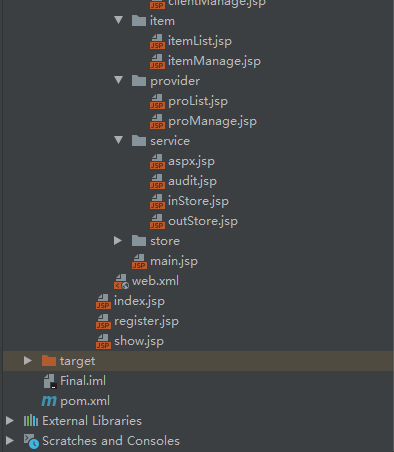 clientManage.jsp
item
itemList.jsp
itemManage.jsp
provider
proList.jsp
proManage.jsp
service
aspx.jsp
audit.jsp
inStore.jsp
outStore.jsp
store
main.jsp
web.xml
index.jsp
register.jsp
show.jsp
target
Final.iml
pom.xml
External Libraries
Scratches and Consoles